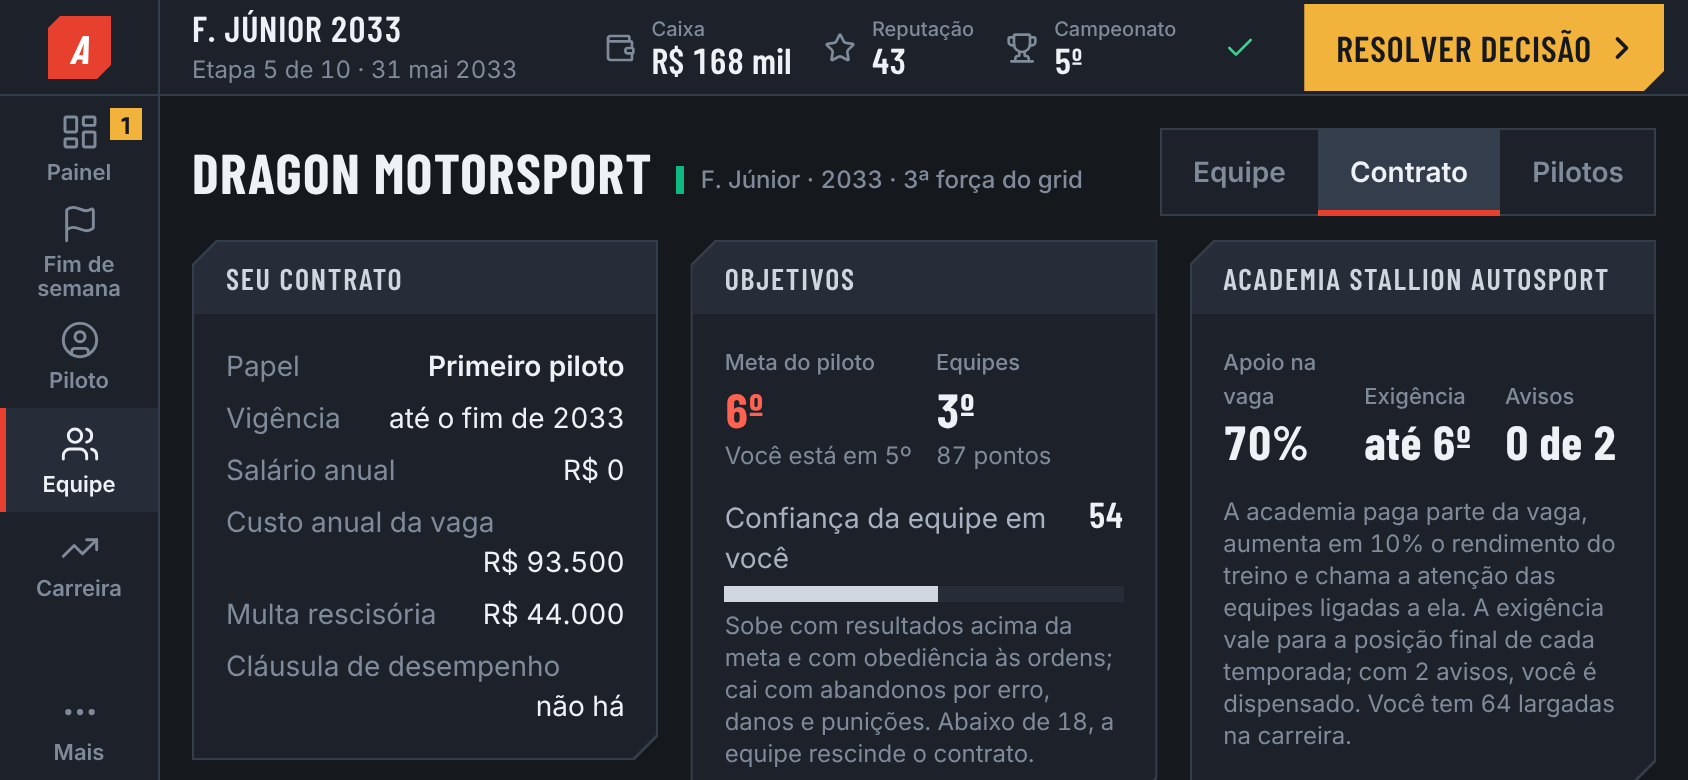 A
F. JÚNIOR 2033
Etapa 5 de 10 · 31 mai 2033
Caixa
R$ 168 mil
Reputação
43
Campeonato
5º
RESOLVER DECISÃO
1
Painel
Fim de
semana
Piloto
Equipe
Carreira
Mais
DRAGON MOTORSPORT
F. Júnior · 2033 · 3ª força do grid
Equipe
Contrato
Pilotos
SEU CONTRATO
Papel Primeiro piloto
Vigência até o fim de 2033
Salário anual R$ 0
Custo anual da vaga
R$ 93.500
Multa rescisória R$ 44.000
Cláusula de desempenho
não há
OBJETIVOS
Meta do piloto
6º
Você está em 5º
Equipes
3º
87 pontos
Confiança da equipe em
você
54
Sobe com resultados acima da
meta e com obediência às ordens;
cai com abandonos por erro,
danos e punições. Abaixo de 18, a
equipe rescinde o contrato.
ACADEMIA STALLION AUTOSPORT
Apoio na
vaga
70%
Exigência
até 6º
Avisos
0 de 2
A academia paga parte da vaga,
aumenta em 10% o rendimento do
treino e chama a atenção das
equipes ligadas a ela. A exigência
vale para a posição final de cada
temporada; com 2 avisos, você é
dispensado. Você tem 64 largadas
na carreira.